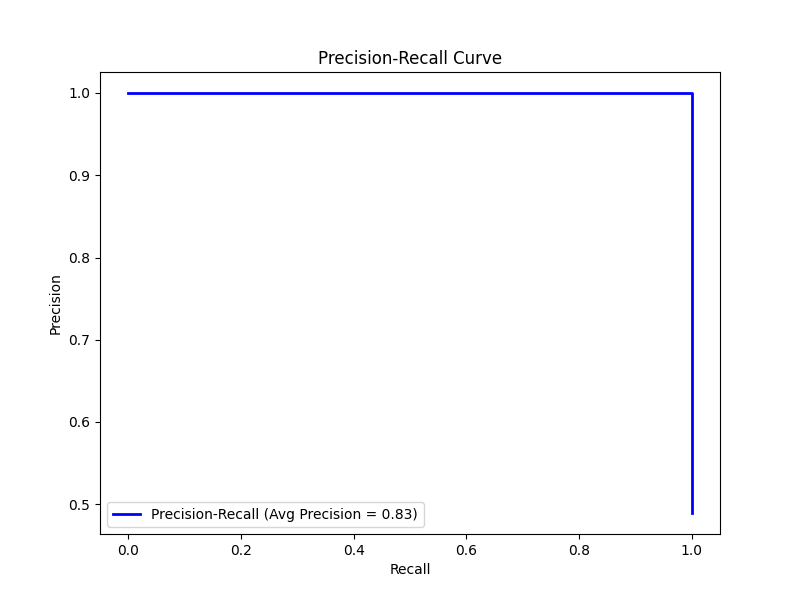 Precision-Recall Curve
1.0
0.9
0.8
0.7
0.6
0.5
Precision
Precision-Recall (Avg Precision = 0.83)
0.0 0.2 0.4 0.6 0.8 1.0
Recall